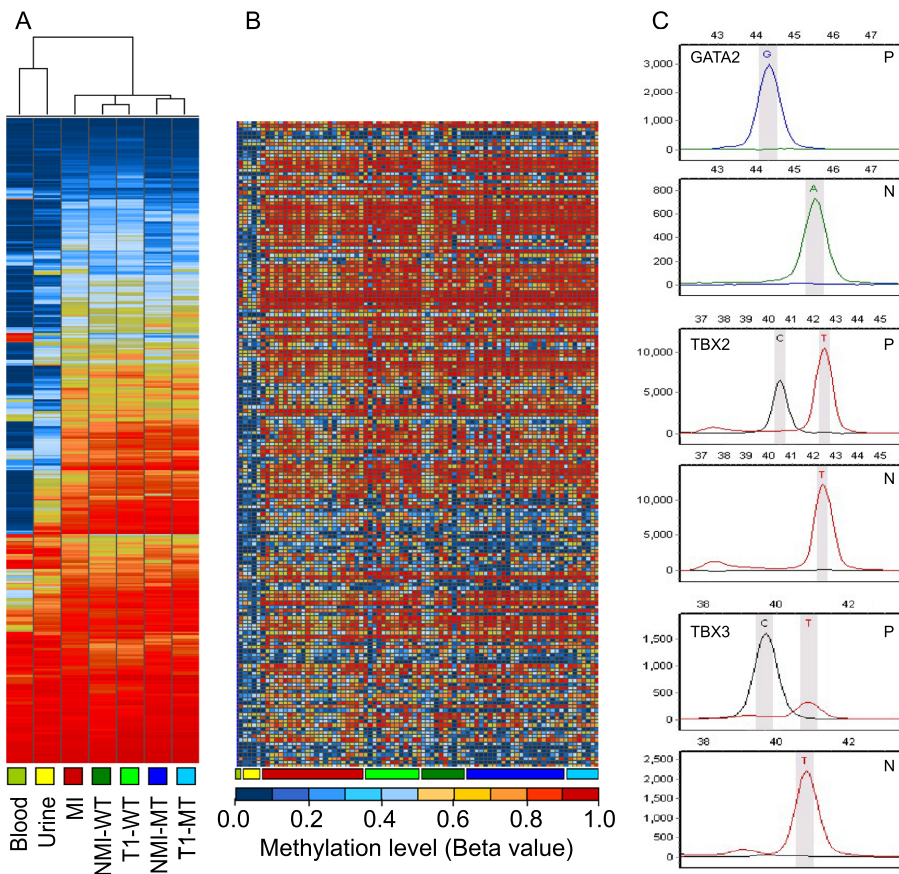 A
B
C
Blood
Urine
MI
NMI-WT
T1-WT
NMI-MT
T1-MT
0.0 0.2 0.4 0.6 0.8 1.0
Methylation level (Beta value)
43 44 45 46 47
GATA2 G P
3,000
2,000
1,000
0
43 44 45 46 47
A N
800
600
400
200
0
37 38 39 40 41 42 43 44 45
TBX2 C T P
10,000
5,000
0
37 38 39 40 41 42 43 44 45
T N
10,000
5,000
0
38 40 42
TBX3 C T P
1,500
1,000
500
0
38 40 42
T N
2,500
2,000
1,500
1,000
500
0